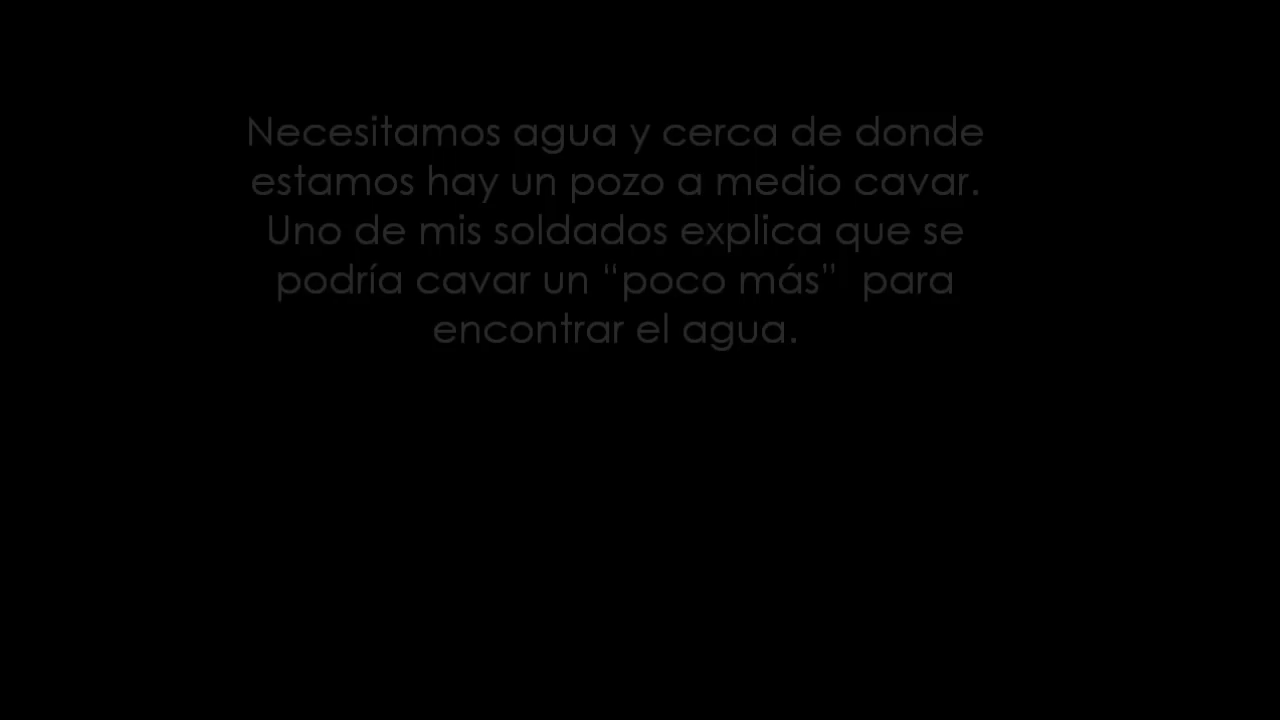 Necesitamos agua y cerca de donde
estamos hay un pozo a medio cavar.
Uno de mis soldados explica que se
podría cavar un “poco más”  para
encontrar el agua.